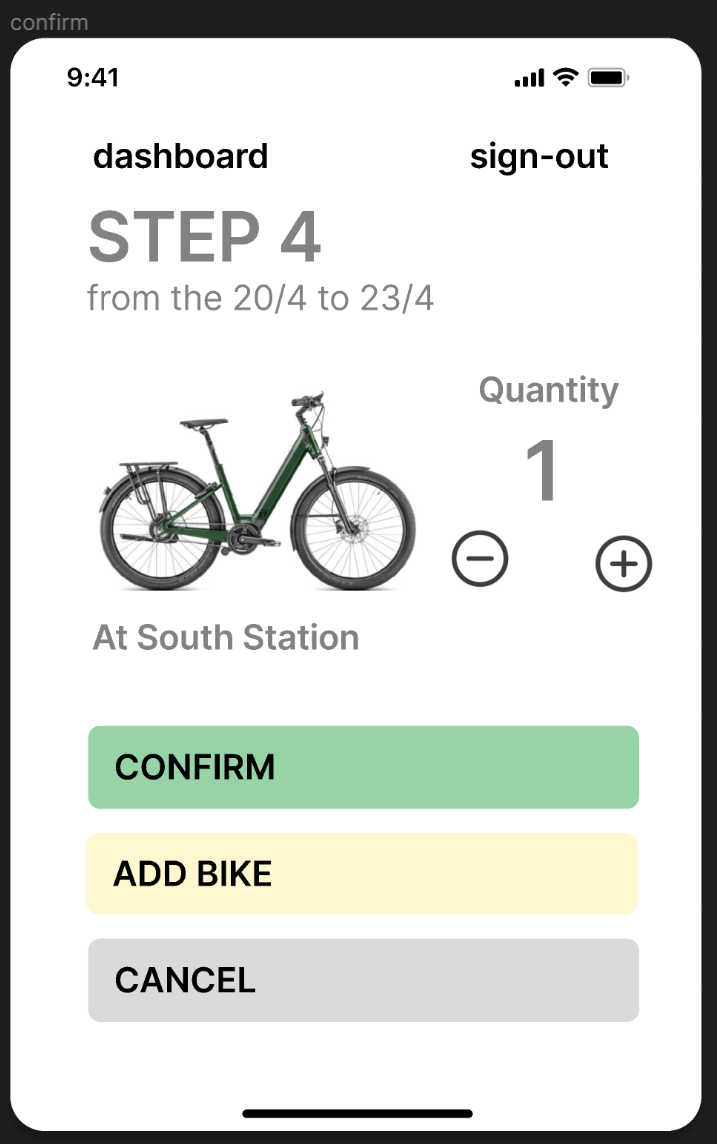 confirm
9:41
dashboard sign-out
STEP 4
from the 20/4 to 23/4
Quantity
1
At South Station
CONFIRM
ADD BIKE
CANCEL